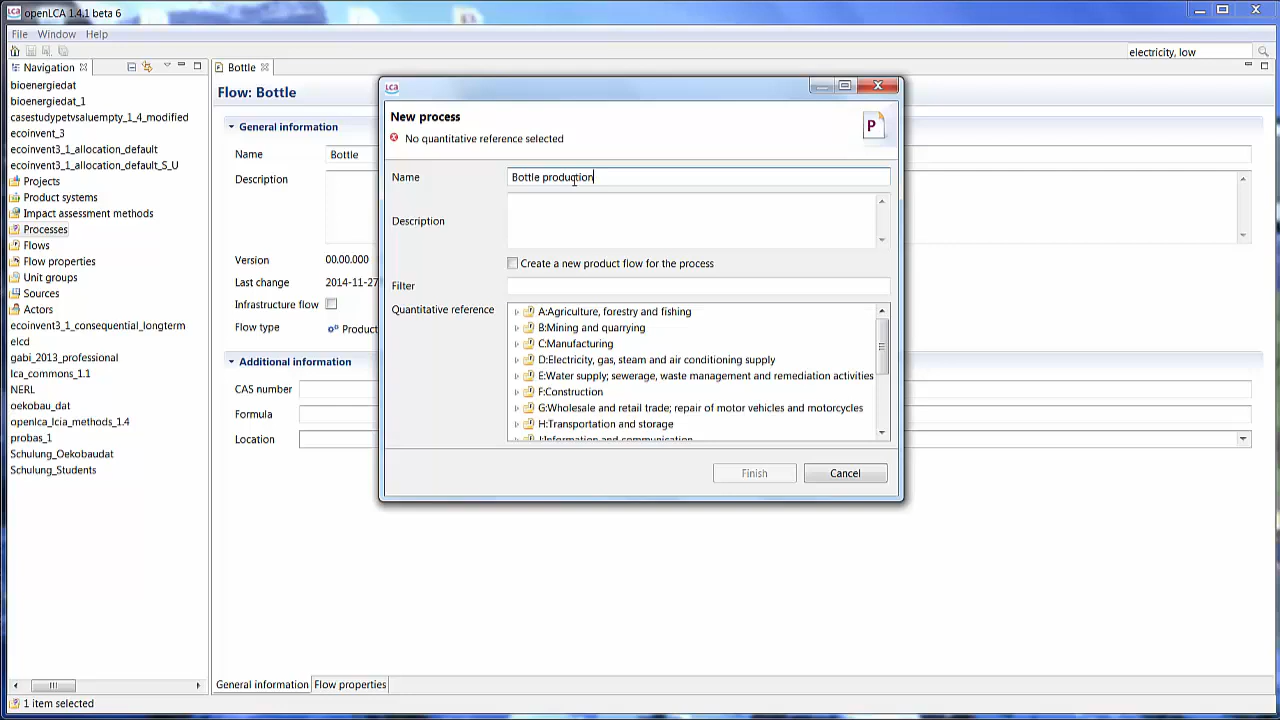 openLCA 1.4.1 beta 6
File Window Help
electricity, low
Navigation
bioenergiedat
bioenergiedat_1
casestudypetvsaluempty_1_4_modified
ecoinvent_3
ecoinvent3_1_allocation_default
ecoinvent3_1_allocation_default_S_U
Projects
Product systems
Impact assessment methods
Processes
Flows
Flow properties
Unit groups
Sources
Actors
ecoinvent3_1_consequential_longterm
elcd
gabi_2013_professional
lca_commons_1.1
NERL
oekobau_dat
openlca_lcia_methods_1.4
probas_1
Schulung_Oekobaudat
Schulung_Students
Bottle
Flow: Bottle
General information
Name Bottle
Description
Version 00.00.000
Last change 2014-11-27
Infrastructure flow
Flow type Product
Additional information
CAS number
Formula
Location
General information Flow properties
New process
No quantitative reference selected
P
Name Bottle production
Description
Create a new product flow for the process
Filter
Quantitative reference
A:Agriculture, forestry and fishing
B:Mining and quarrying
C:Manufacturing
D:Electricity, gas, steam and air conditioning supply
E:Water supply; sewerage, waste management and remediation activities
F:Construction
G:Wholesale and retail trade; repair of motor vehicles and motorcycles
H:Transportation and storage
J:Information and communication
Finish Cancel
1 item selected